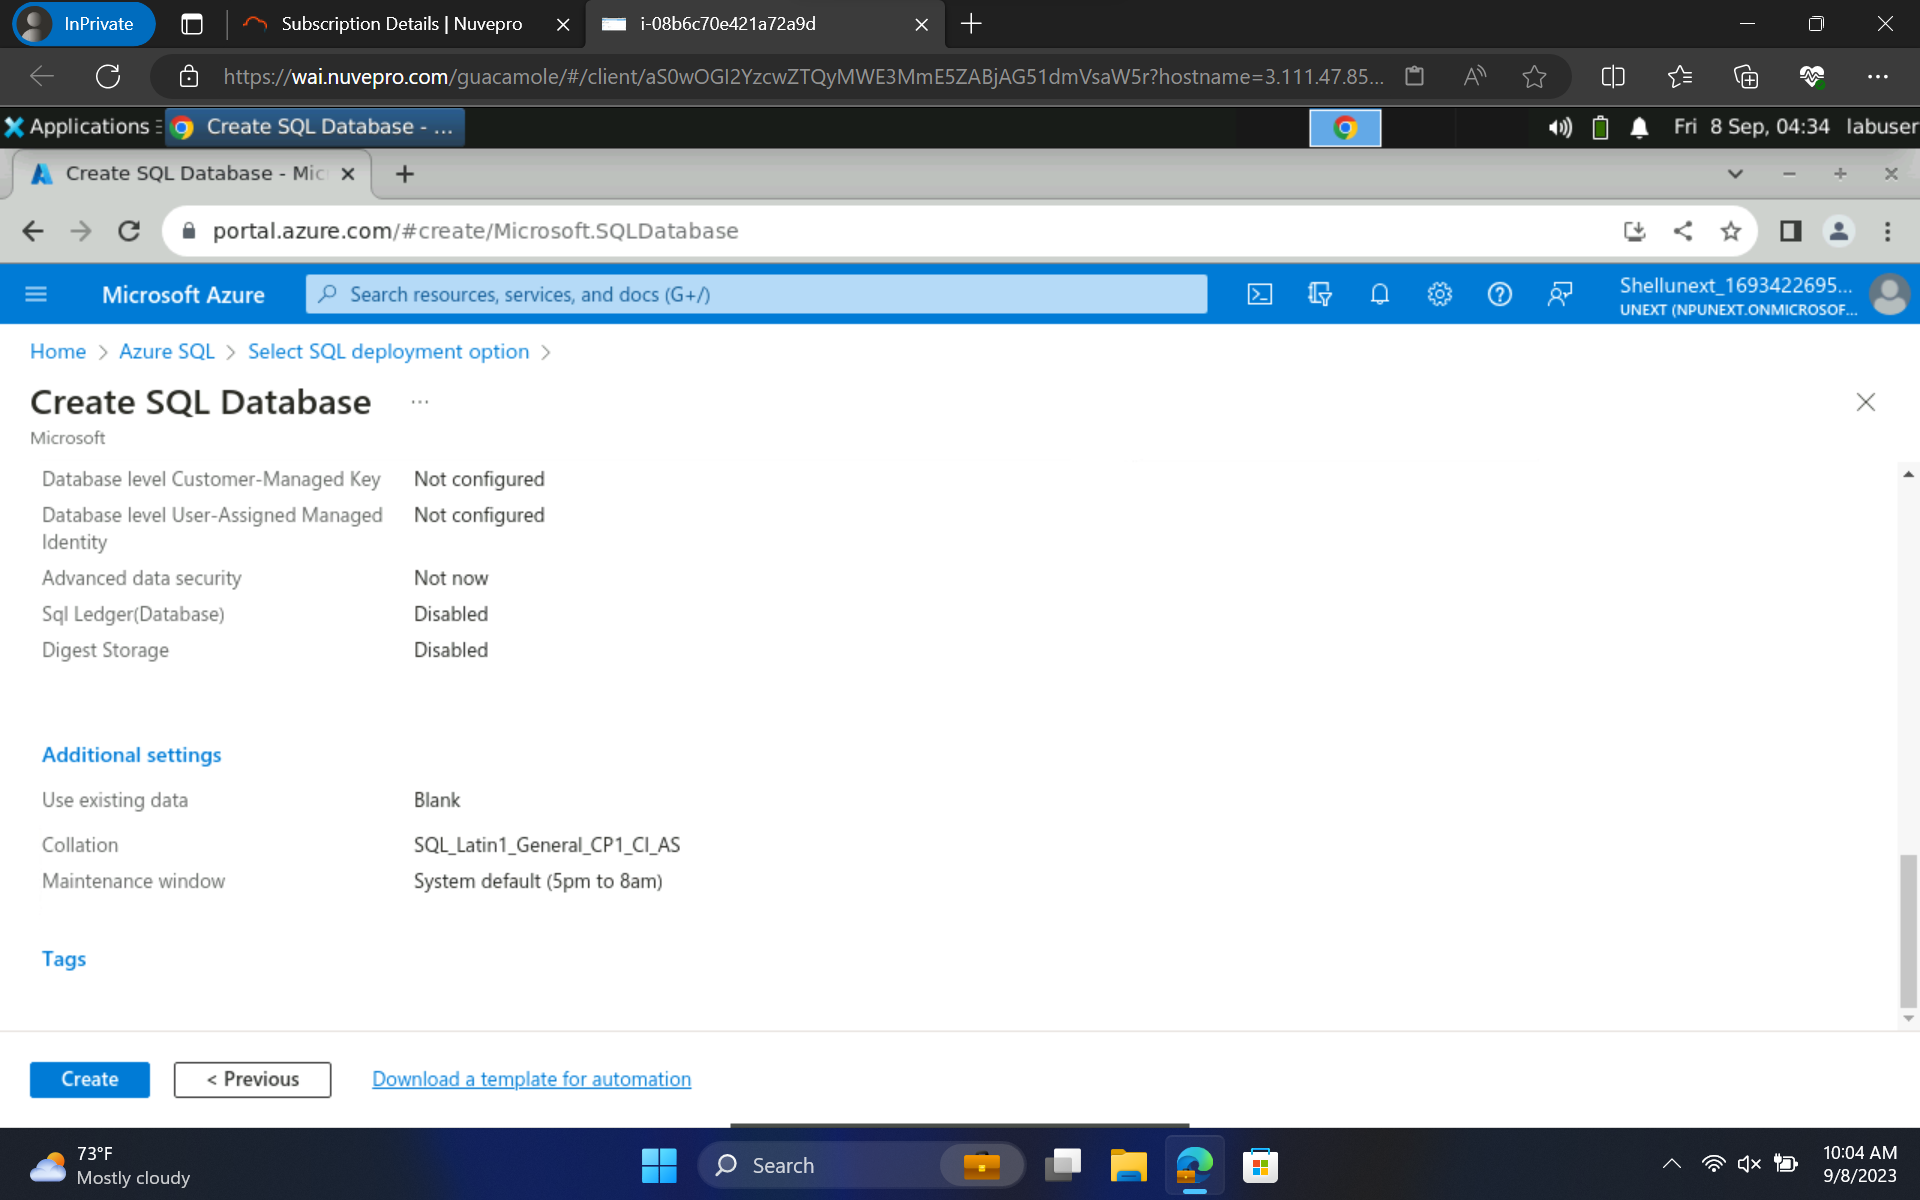 InPrivate
Subscription Details | Nuvepro
i-08b6c70e421a72a9d
https://wai.nuvepro.com/guacamole/#/client/aS0wOGI2YzcwZTQyMWE3MmE5ZABjAG51dmVsaW5r?hostname=3.111.47.85...
Applications
Create SQL Database - ...
Fri 8 Sep, 04:34 labuser
Create SQL Database - Mic
portal.azure.com/#create/Microsoft.SQLDatabase
Microsoft Azure
Search resources, services, and docs (G+/)
Shellunext_1693422695...
UNEXT (NPUNEXT.ONMICROSOF...
Home > Azure SQL > Select SQL deployment option >
Create SQL Database ...
Microsoft
Database level Customer-Managed Key Not configured
Database level User-Assigned Managed Identity Not configured
Advanced data security Not now
Sql Ledger(Database) Disabled
Digest Storage Disabled
Additional settings
Use existing data Blank
Collation SQL_Latin1_General_CP1_CI_AS
Maintenance window System default (5pm to 8am)
Tags
Create
< Previous
Download a template for automation
73°F
Mostly cloudy
Search
10:04 AM
9/8/2023